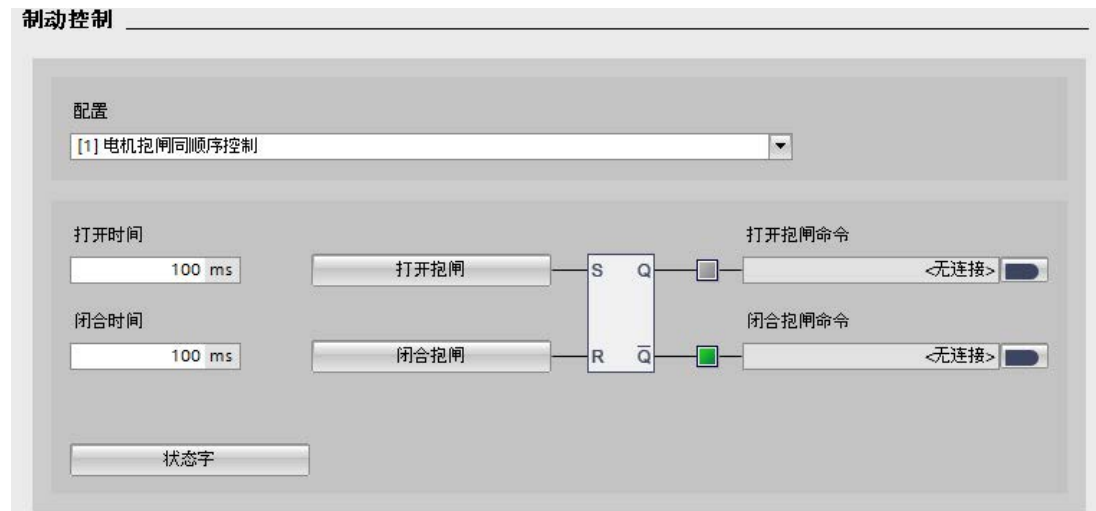 制动控制
配置
[1] 电机抱闸同顺序控制
打开时间
打开抱闸命令
100 ms
打开抱闸
S Q
<无连接>
闭合时间
闭合抱闸命令
100 ms
闭合抱闸
R Q̅
<无连接>
状态字